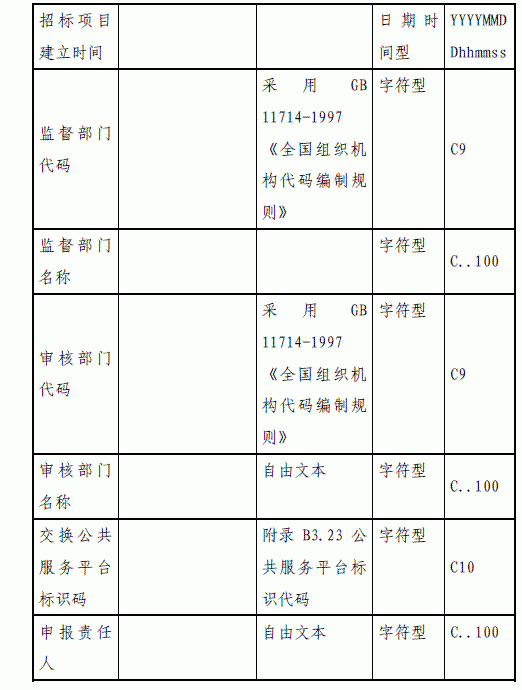 招标项目
建立时间
日期时
间型
YYYYMMD
Dhhmmss
监督部门
代码
采用GB
11714-1997
《全国组织机
构代码编制规
则》
字符型
C9
监督部门
名称
字符型
C..100
审核部门
代码
采用GB
11714-1997
《全国组织机
构代码编制规
则》
字符型
C9
审核部门
名称
自由文本
字符型
C..100
交换公共
服务平台
标识码
附录 B3.23 公
共服务平台标
识代码
字符型
C10
申报责任
人
自由文本
字符型
C..100